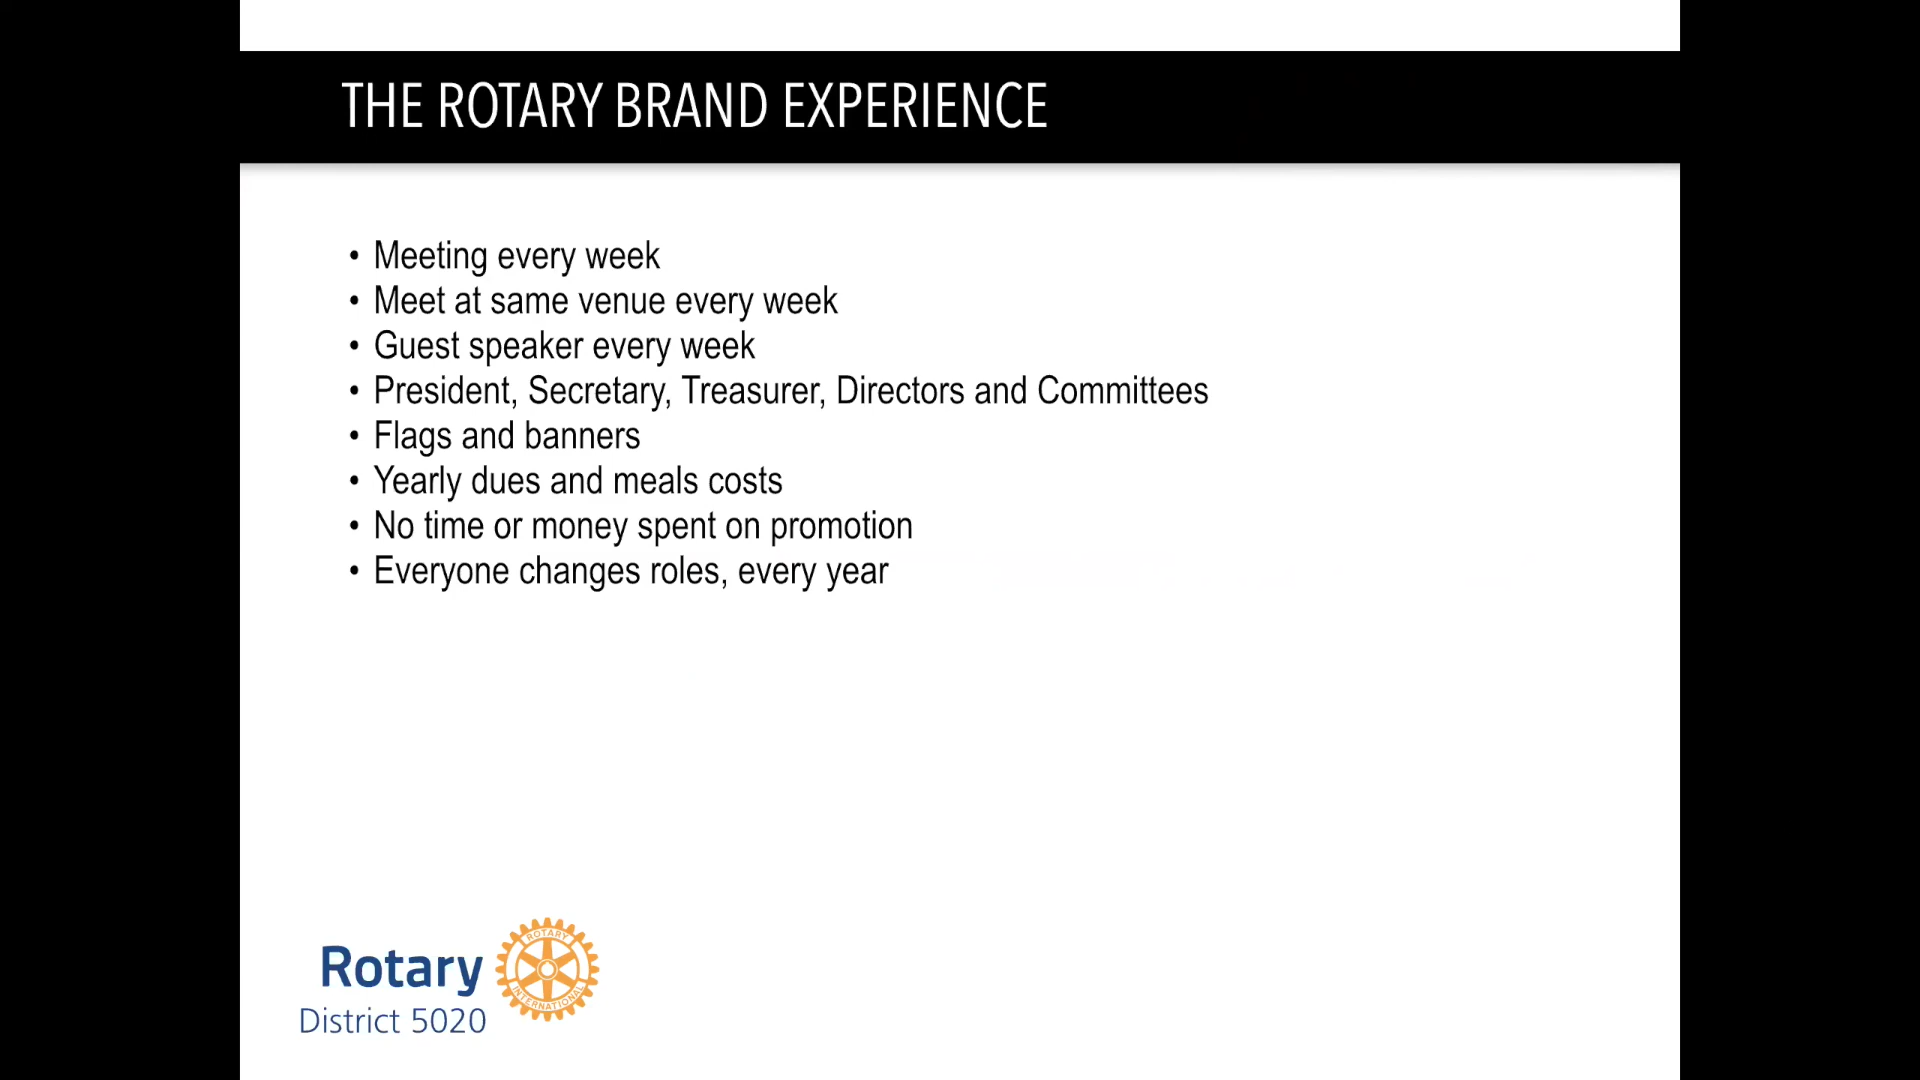 THE ROTARY BRAND EXPERIENCE
• Meeting every week
• Meet at same venue every week
• Guest speaker every week
• President, Secretary, Treasurer, Directors and Committees
• Flags and banners
• Yearly dues and meals costs
• No time or money spent on promotion
• Everyone changes roles, every year
Rotary
ROTARY
INTERNATIONAL
District 5020